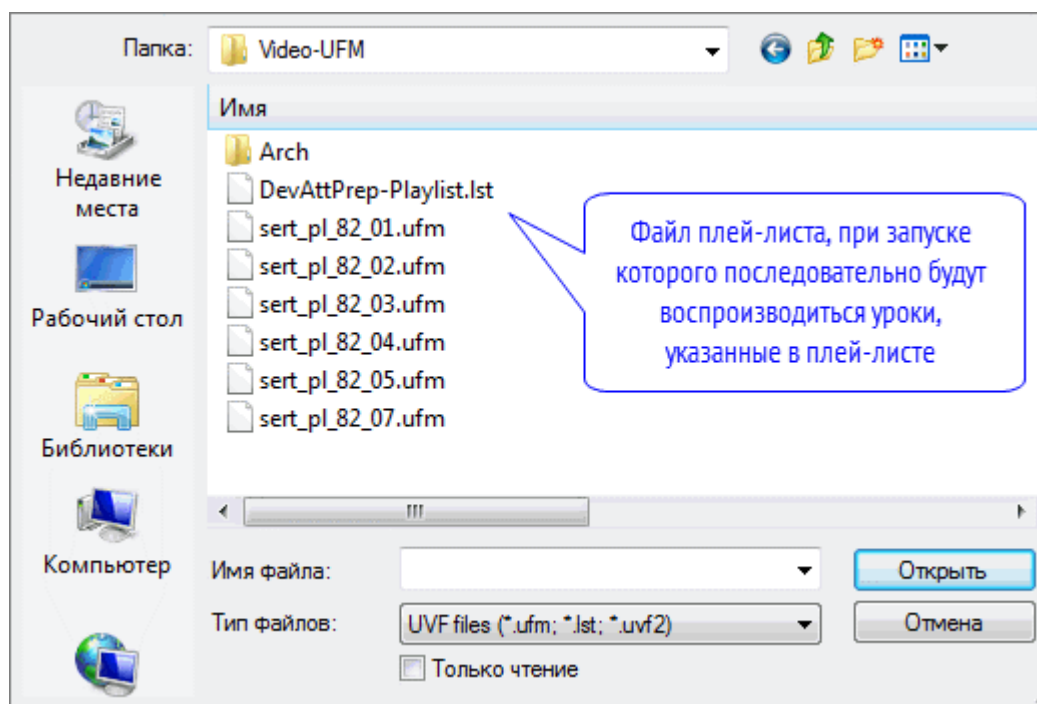 Папка:
Video-UFM
Имя
Arch
DevAttPrep-Playlist.lst
sert_pl_82_01.ufm
sert_pl_82_02.ufm
sert_pl_82_03.ufm
sert_pl_82_04.ufm
sert_pl_82_05.ufm
sert_pl_82_07.ufm
Файл плей-листа, при запуске
которого последовательно будут
воспроизводиться уроки,
указанные в плей-листе
Недавние
места
Рабочий стол
Библиотеки
Компьютер
Имя файла:
Открыть
Тип файлов:
UVF files (*.ufm; *.lst; *.uvf2)
Отмена
Только чтение